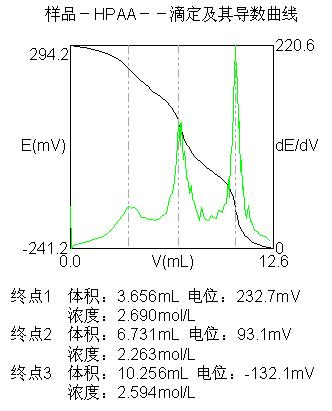 样品－HPAA－－滴定及其导数曲线
294.2
220.6
E(mV)
dE/dV
-241.2
0
0.0
V(mL)
12.6
终点1 体积：3.656mL 电位：232.7mV
浓度：2.690mol/L
终点2 体积：6.731mL 电位：93.1mV
浓度：2.263mol/L
终点3 体积：10.256mL 电位：-132.1mV
浓度：2.594mol/L